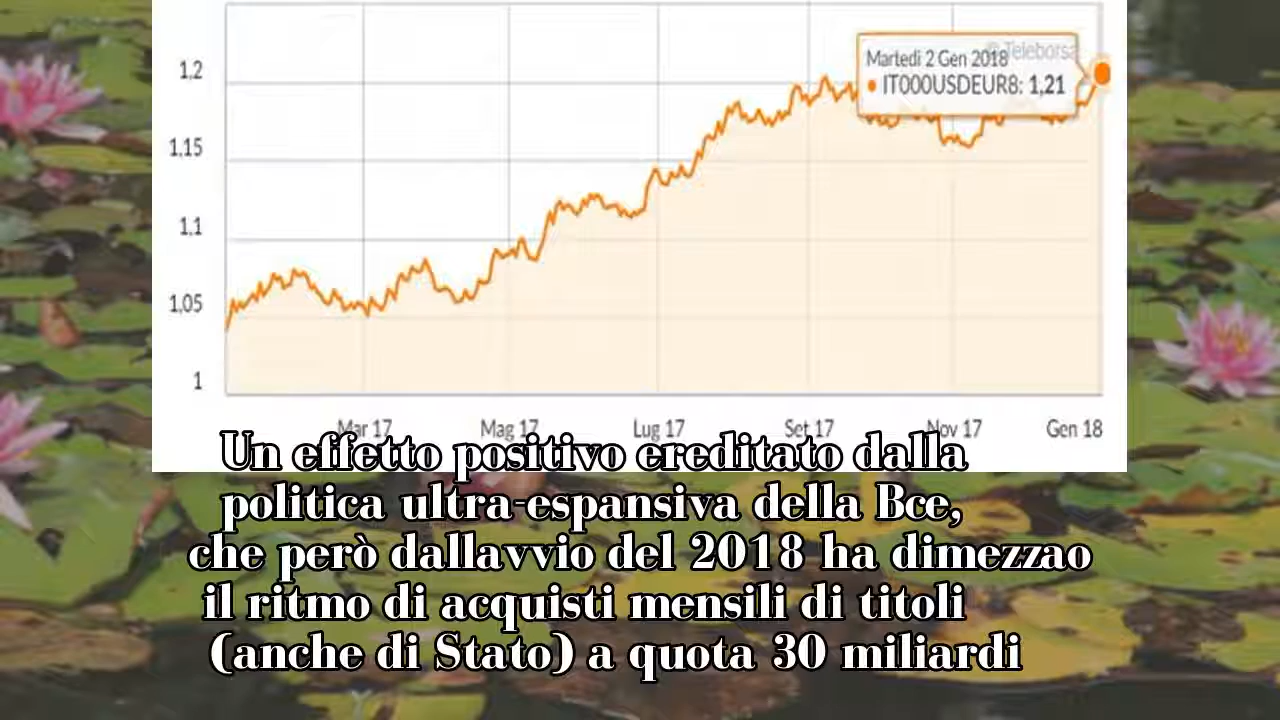 © Teleborsa
Martedì 2 Gen 2018
IT000USDEUR8: 1,21
1,2
1,15
1,1
1,05
1
Mar 17 Mag 17 Lug 17 Set 17 Nov 17 Gen 18
Un effetto positivo ereditato dalla
politica ultra-espansiva della Bce,
che però dallavvio del 2018 ha dimezzao
il ritmo di acquisti mensili di titoli
(anche di Stato) a quota 30 miliardi